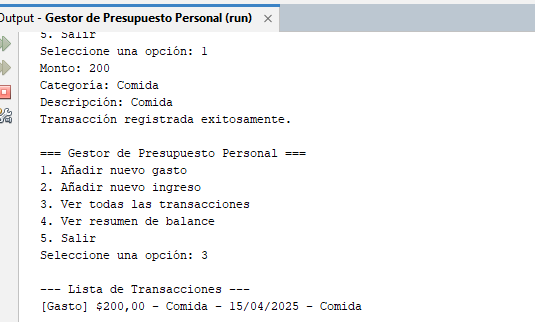 Output - Gestor de Presupuesto Personal (run) ×
5. Salir
Seleccione una opción: 1
Monto: 200
Categoría: Comida
Descripción: Comida
Transacción registrada exitosamente.
=== Gestor de Presupuesto Personal ===
1. Añadir nuevo gasto
2. Añadir nuevo ingreso
3. Ver todas las transacciones
4. Ver resumen de balance
5. Salir
Seleccione una opción: 3
--- Lista de Transacciones ---
[Gasto] $200,00 - Comida - 15/04/2025 - Comida